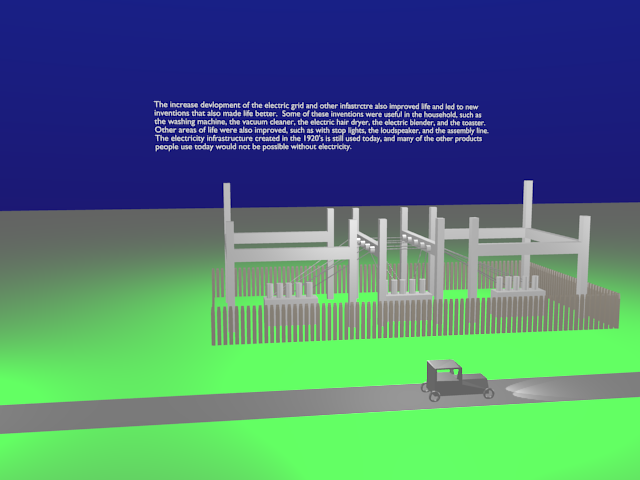 The increase devlopment of the electric grid and other infastrctre also improved life and led to new
inventions that also made life better.  Some of these inventions were useful in the household, such as
the washing machine, the vacuum cleaner, the electric hair dryer, the electric blender, and the toaster.
Other areas of life were also improved, such as with stop lights, the loudspeaker, and the assembly line.
The electricity infrastructure created in the 1920's is still used today, and many of the other products
people use today would not be possible without electricity.